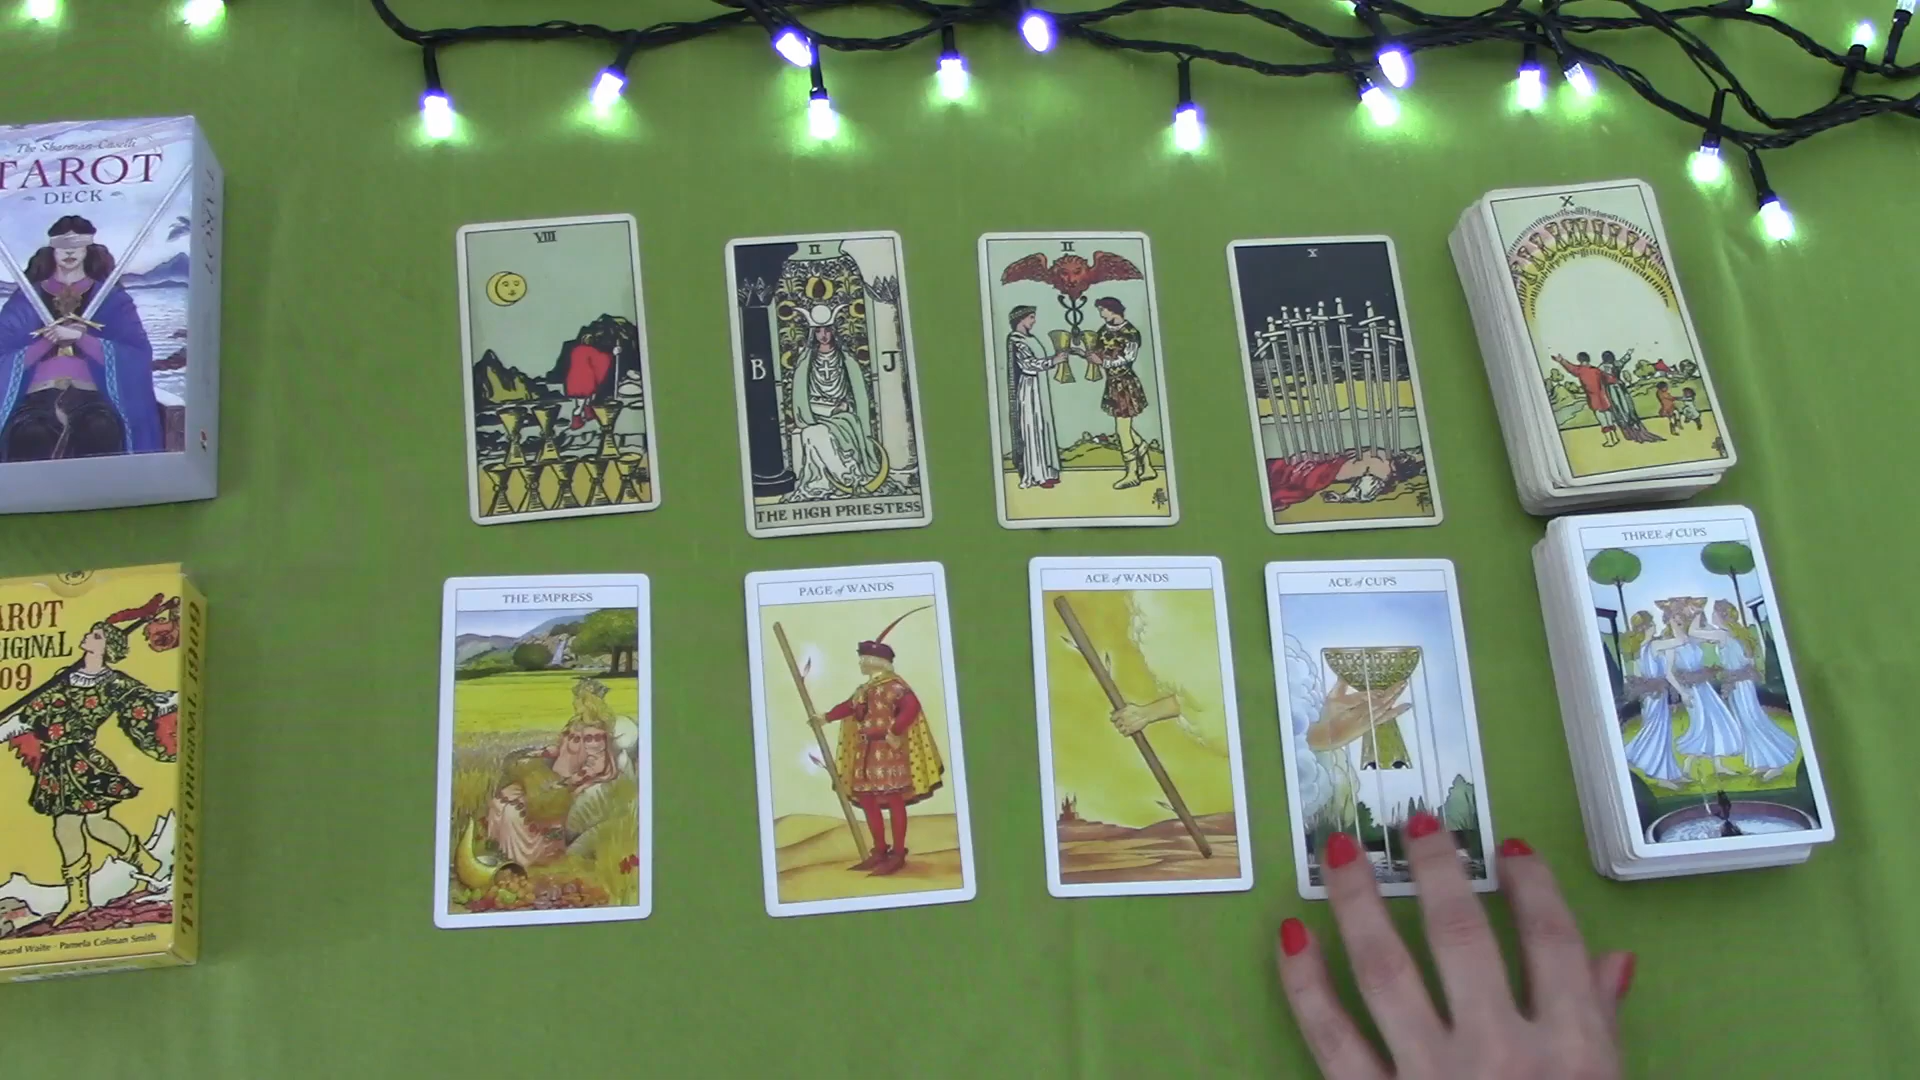 The Sharman-Caselli
TAROT
DECK
TAROT
VIII
II
B
J
THE HIGH PRIESTESS
II
X
X
THREE of CUPS
THE EMPRESS
PAGE of WANDS
ACE of WANDS
ACE of CUPS
AROT
IGINAL
09
TAROT ORIGINAL 1909
Waite - Pamela Colman Smith